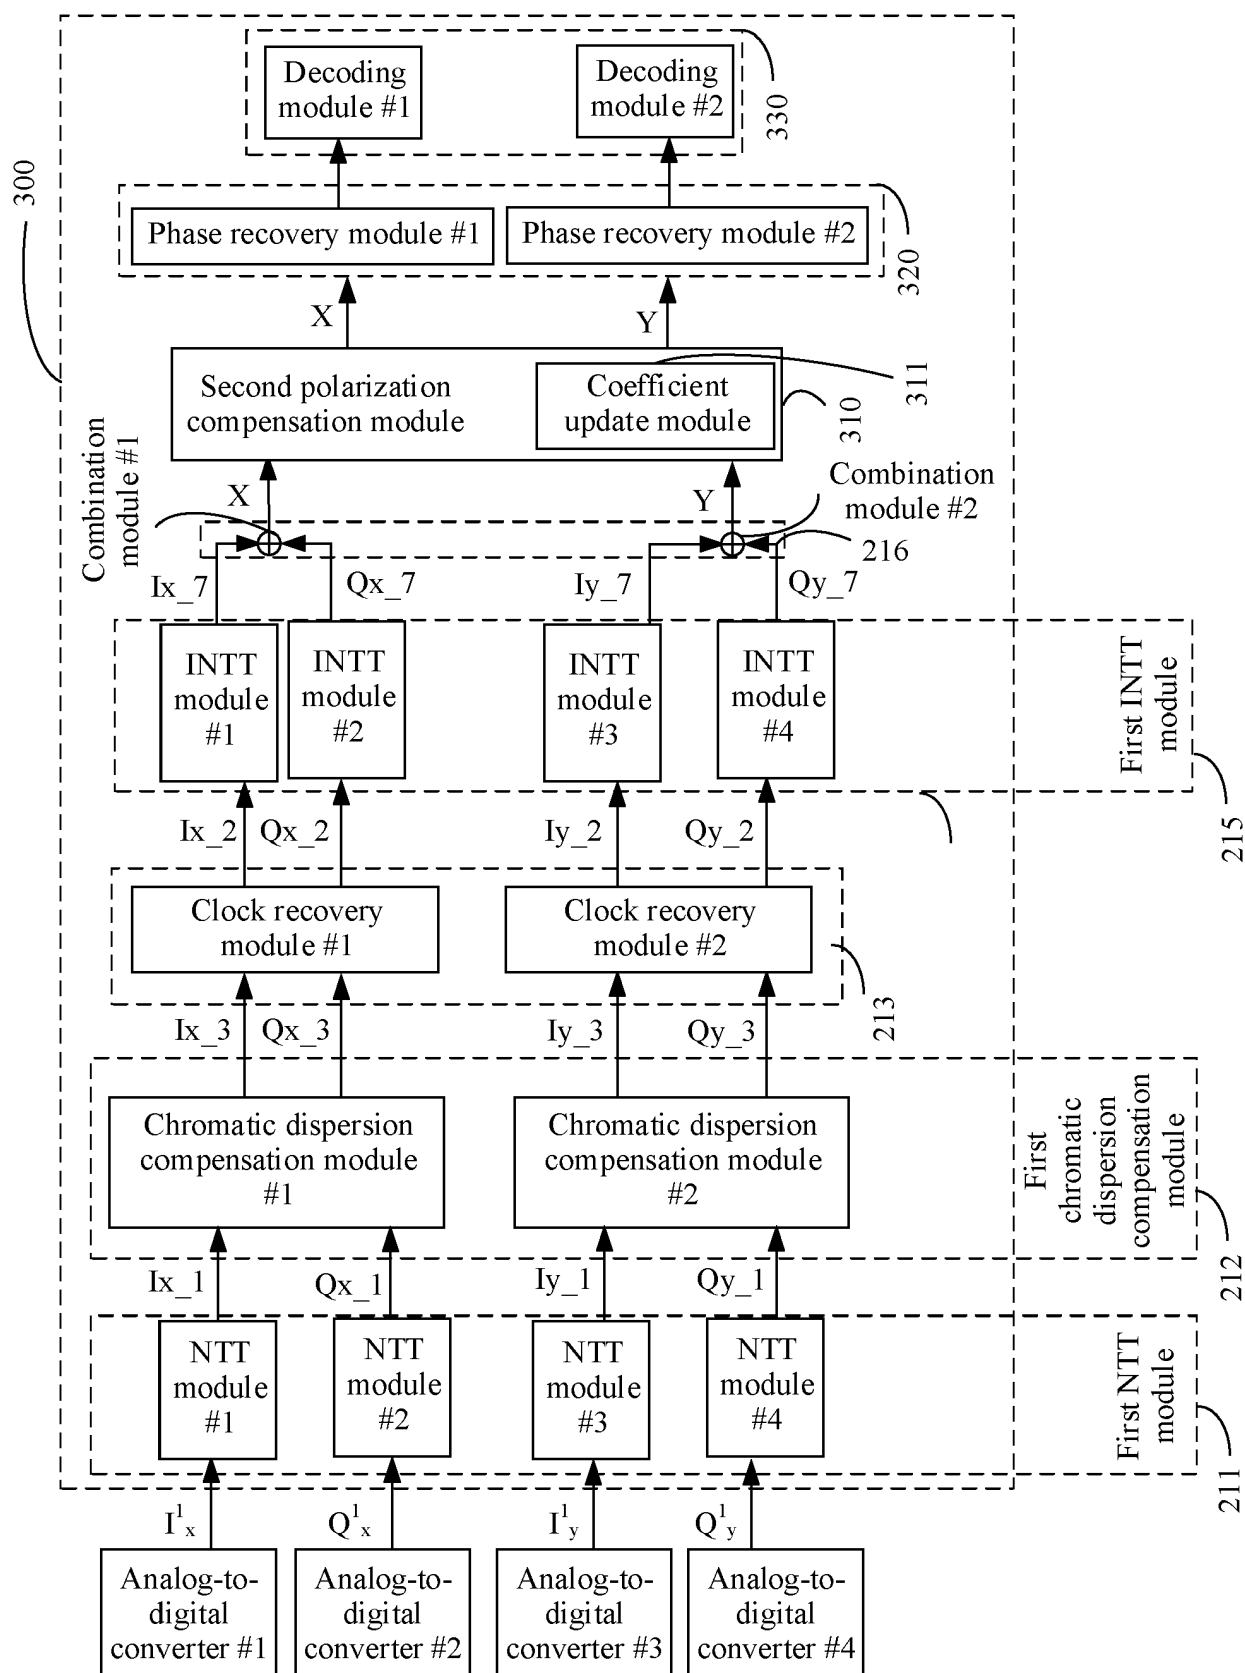 Decoding
module #1
Decoding
module #2
330
300
Phase recovery module #1
Phase recovery module #2
320
X
Y
Second polarization
compensation module
Coefficient
update module
311
310
Combination
module #1
X
Y
Combination
module #2
216
Ix_7
Qx_7
Iy_7
Qy_7
INTT
module
#1
INTT
module
#2
INTT
module
#3
INTT
module
#4
First INTT
module
215
Ix_2
Qx_2
Iy_2
Qy_2
Clock recovery
module #1
Clock recovery
module #2
213
Ix_3
Qx_3
Iy_3
Qy_3
Chromatic dispersion
compensation module
#1
Chromatic dispersion
compensation module
#2
First
chromatic
dispersion
compensation
module
212
Ix_1
Qx_1
Iy_1
Qy_1
NTT
module
#1
NTT
module
#2
NTT
module
#3
NTT
module
#4
First NTT
module
211
I¹ₓ
Q¹ₓ
I¹y
Q¹y
Analog-to-
digital
converter #1
Analog-to-
digital
converter #2
Analog-to-
digital
converter #3
Analog-to-
digital
converter #4